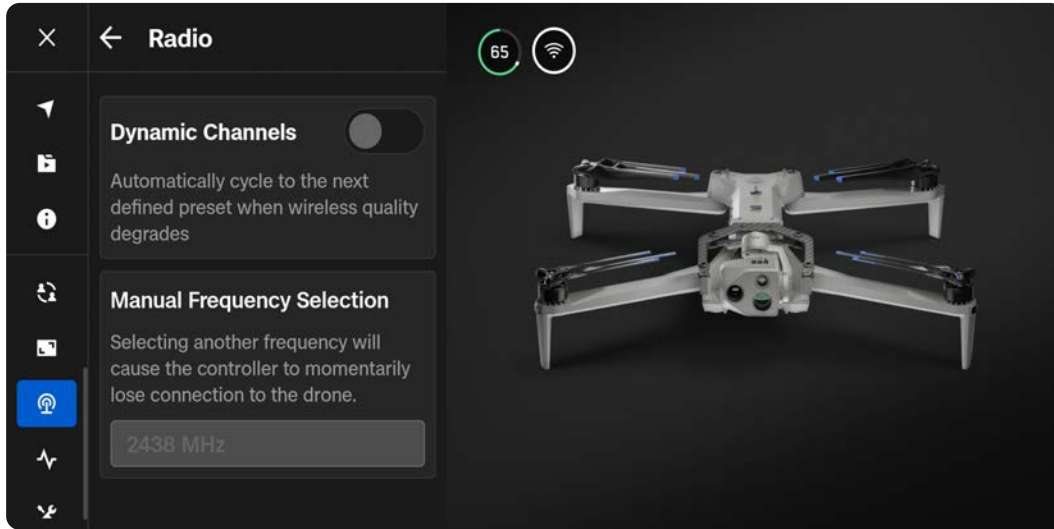 Radio
65
Dynamic Channels
Automatically cycle to the next
defined preset when wireless quality
degrades
Manual Frequency Selection
Selecting another frequency will
cause the controller to momentarily
lose connection to the drone.
2438 MHz